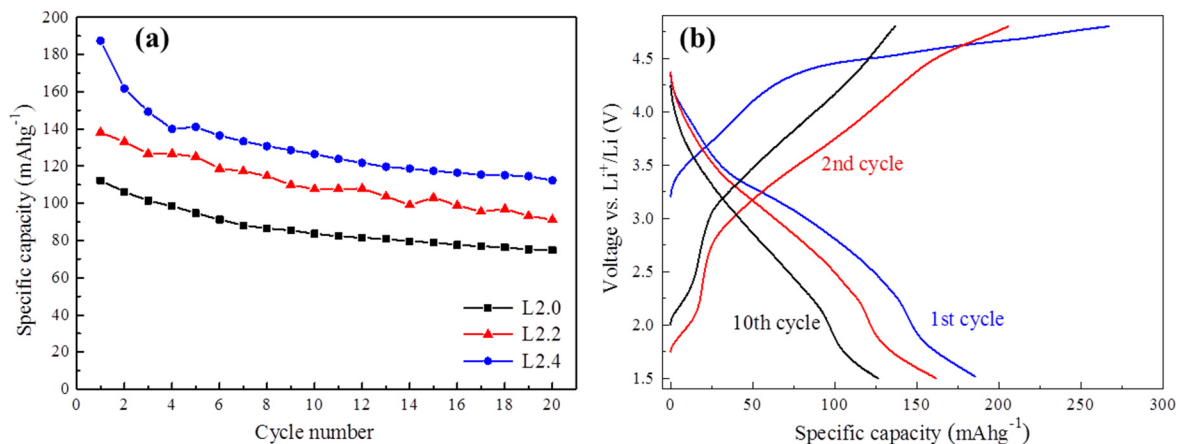 (a)
Specific capacity (mAhg⁻¹)
200
180
160
140
120
100
80
60
40
20
0
L2.0
L2.2
L2.4
0 2 4 6 8 10 12 14 16 18 20
Cycle number
(b)
Voltage vs. Li⁺/Li (V)
4.5
4.0
3.5
3.0
2.5
2.0
1.5
2nd cycle
10th cycle
1st cycle
0 50 100 150 200 250 300
Specific capacity (mAhg⁻¹)